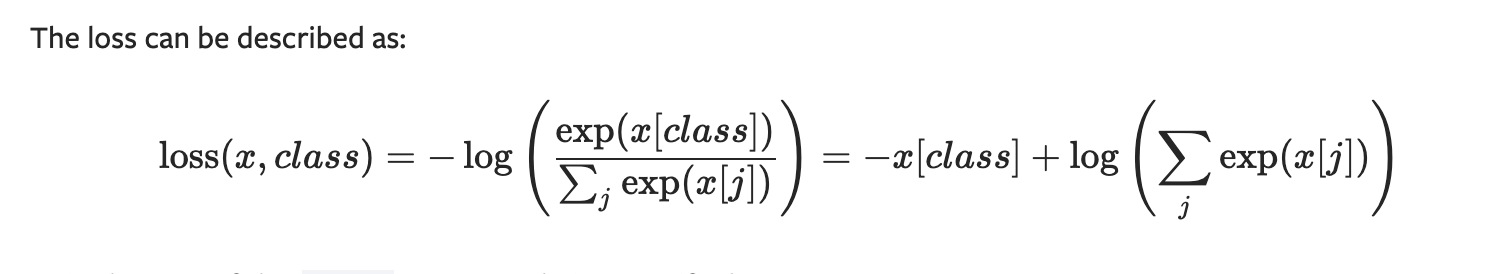 The loss can be described as:
loss(x, class) = − log ( exp(x[class]) / ∑_j exp(x[j]) ) = −x[class] + log ( ∑_j exp(x[j]) )